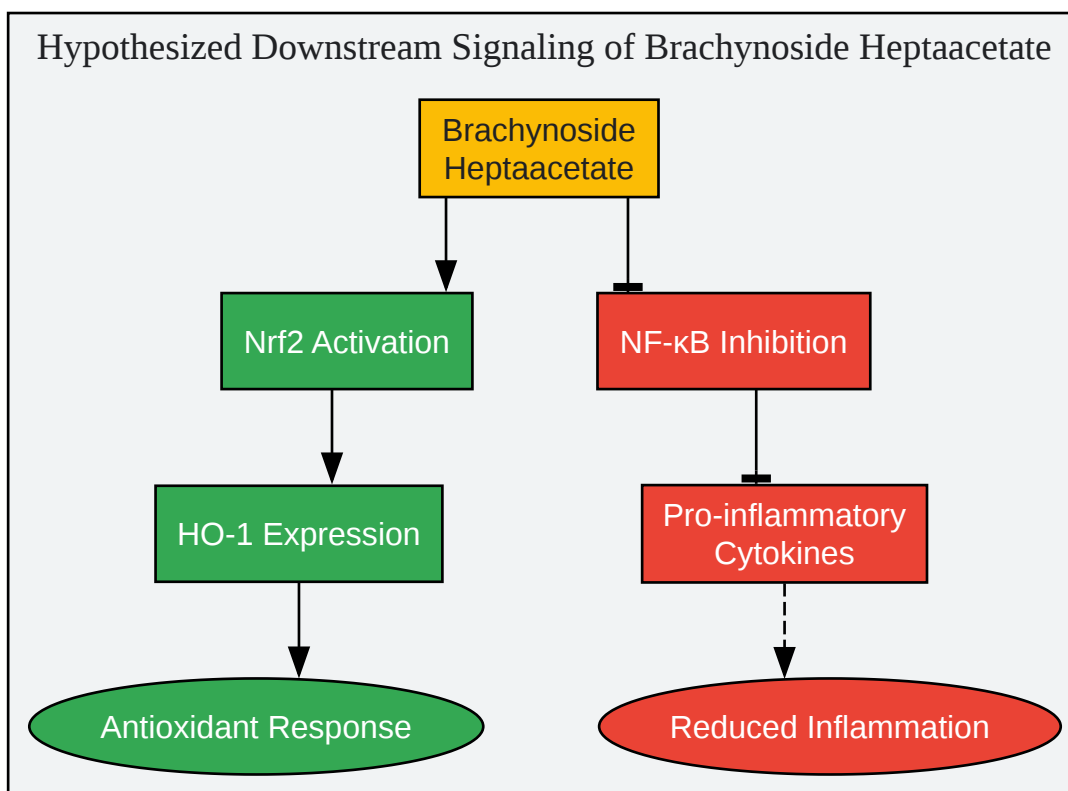 Hypothesized Downstream Signaling of Brachynoside Heptaacetate
Brachynoside
Heptaacetate
Nrf2 Activation
NF-κB Inhibition
HO-1 Expression
Pro-inflammatory
Cytokines
Antioxidant Response
Reduced Inflammation